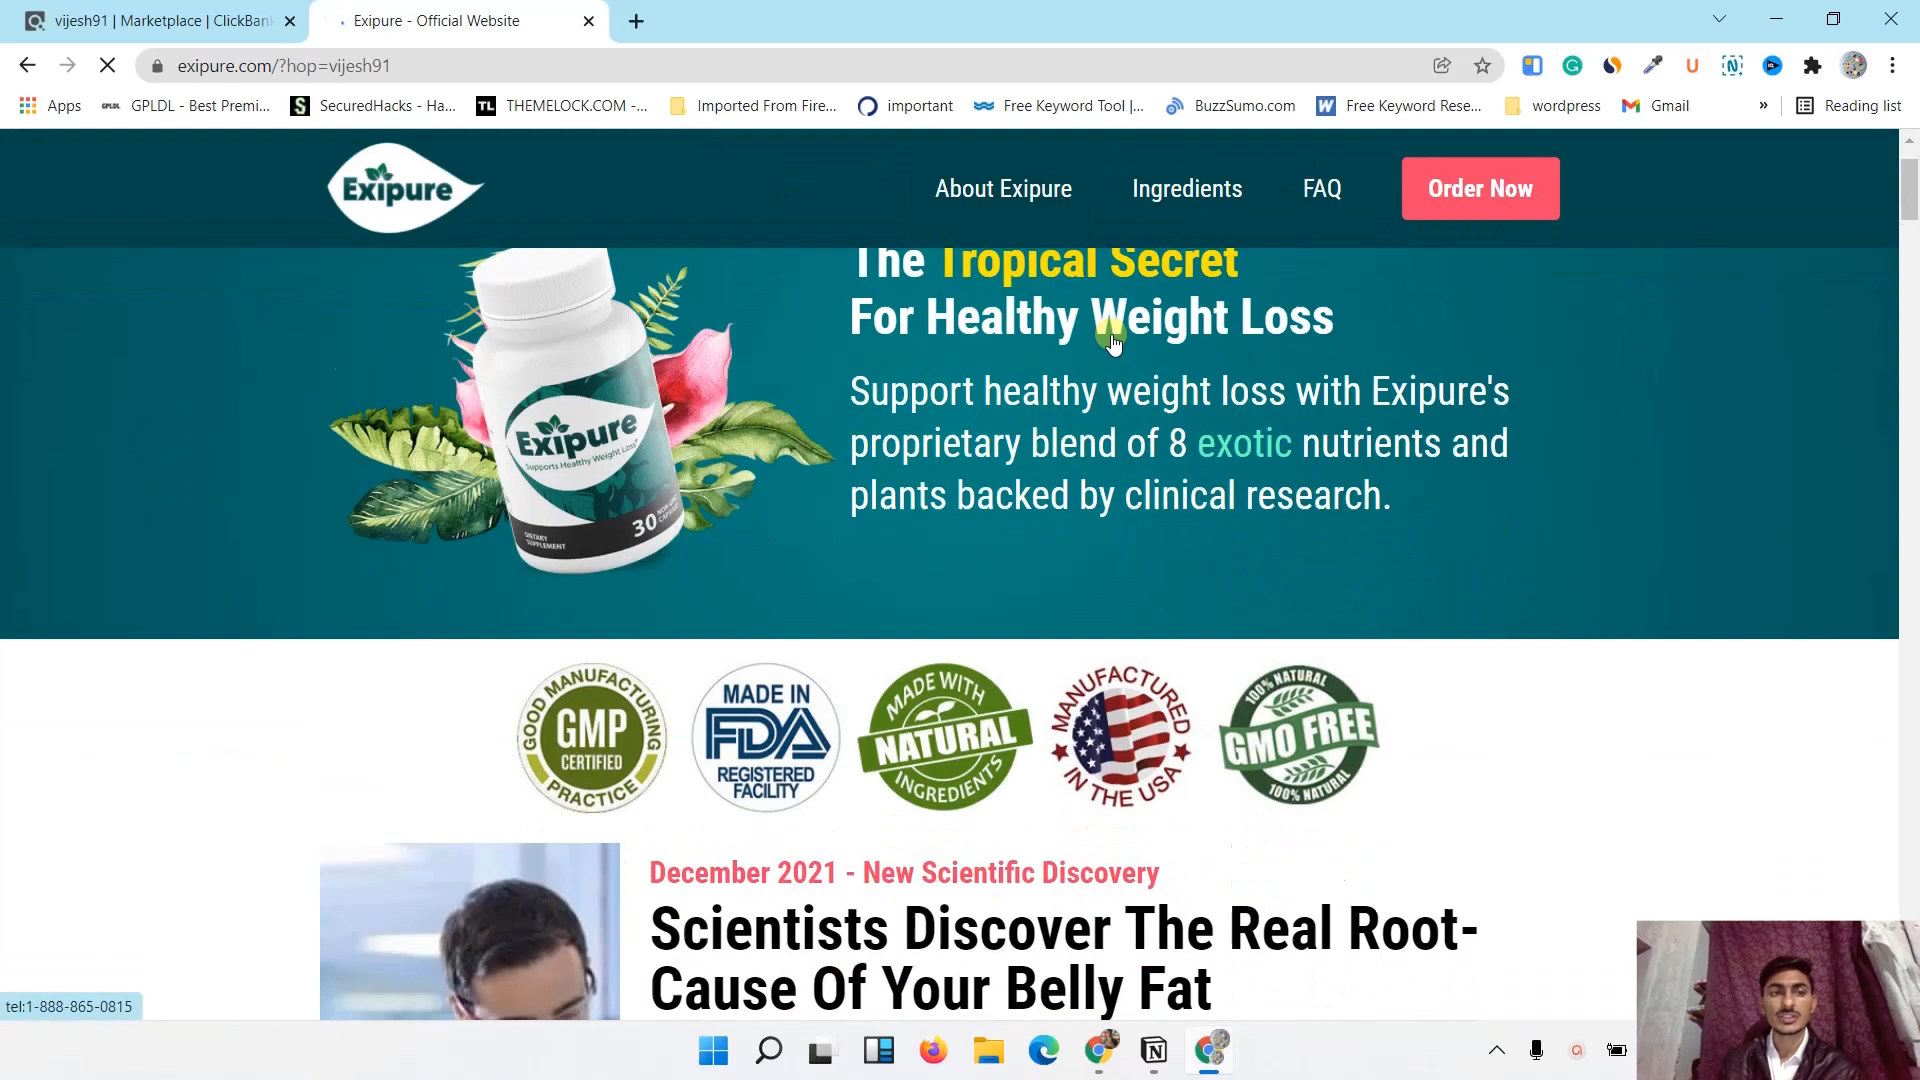 vijesh91 | Marketplace | ClickBan
Exipure - Official Website
exipure.com/?hop=vijesh91
Apps
GPLDL
GPLDL - Best Premi...
S
SecuredHacks - Ha...
TL
THEMELOCK.COM -...
Imported From Fire...
important
Free Keyword Tool |...
BuzzSumo.com
W
Free Keyword Rese...
wordpress
Gmail
»
Reading list
Exipure
About Exipure
Ingredients
FAQ
Order Now
The Tropical Secret
For Healthy Weight Loss
Support healthy weight loss with Exipure's
proprietary blend of 8 exotic nutrients and
plants backed by clinical research.
Exipure
Supports Healthy Weight Loss
DIETARY
SUPPLEMENT
30
GOOD MANUFACTURING
GMP
CERTIFIED
PRACTICE
MADE IN
FDA
REGISTERED
FACILITY
MADE WITH
NATURAL
INGREDIENTS
MANUFACTURED
IN THE USA
100% NATURAL
GMO FREE
100% NATURAL
December 2021 - New Scientific Discovery
Scientists Discover The Real Root-
Cause Of Your Belly Fat
tel:1-888-865-0815